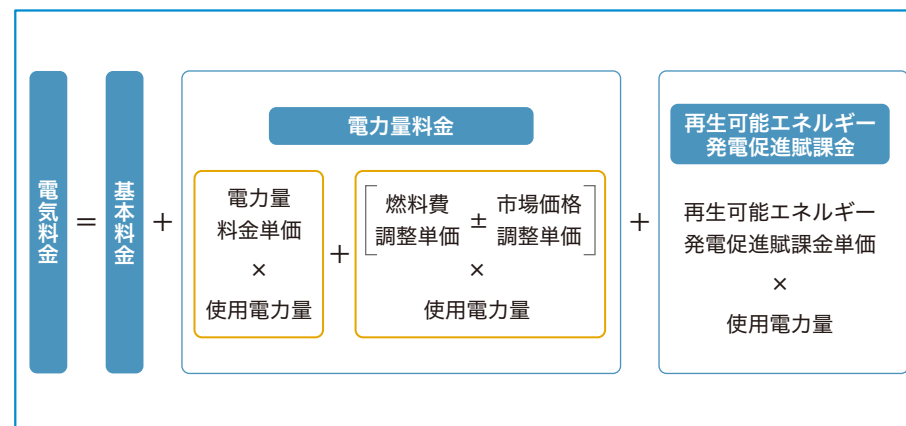 電気料金
=
基本料金
+
電力量料金
電力量
料金単価
×
使用電力量
+
燃料費
調整単価
±
市場価格
調整単価
×
使用電力量
+
再生可能エネルギー
発電促進賦課金
再生可能エネルギー
発電促進賦課金単価
×
使用電力量